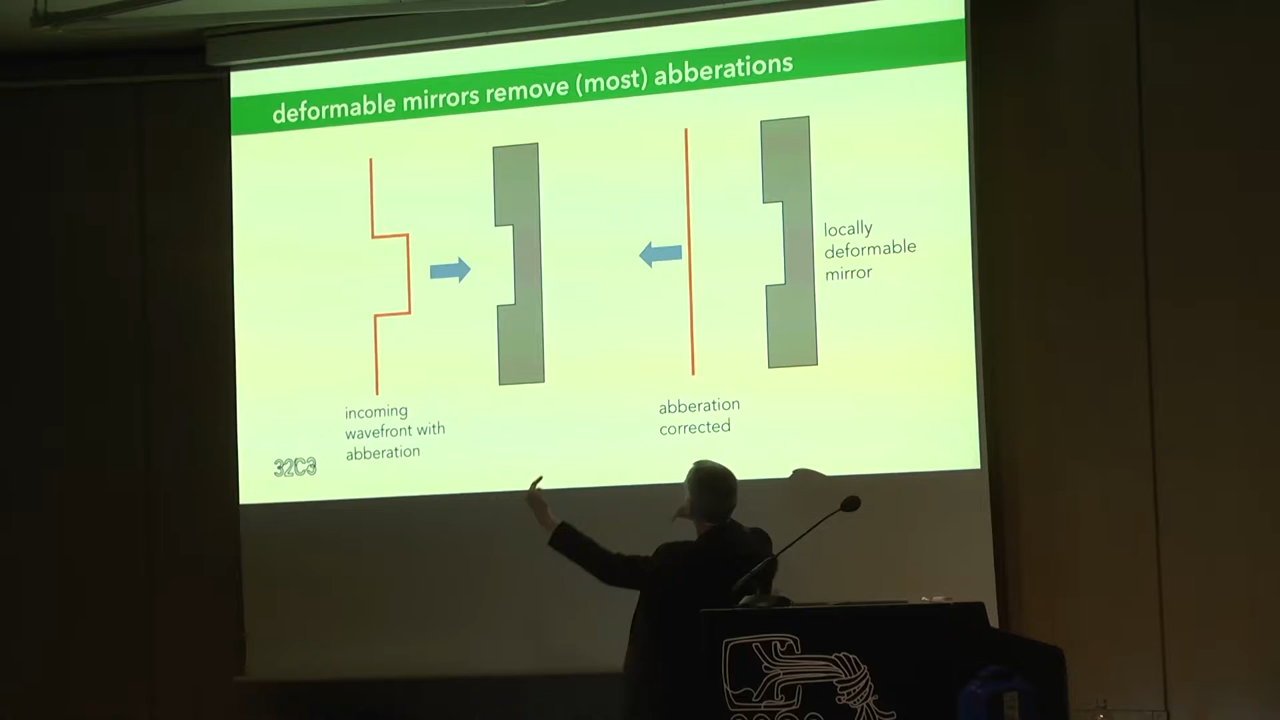 deformable mirrors remove (most) abberations
locally
deformable
mirror
incoming
wavefront with
abberation
abberation
corrected
32C3